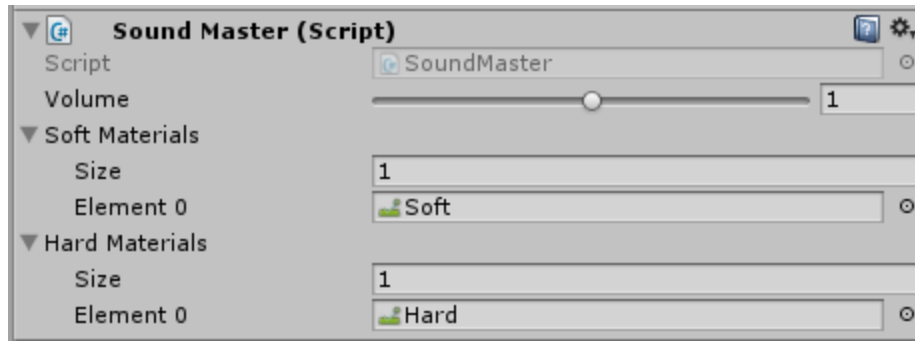 Sound Master (Script)
Script SoundMaster
Volume 1
Soft Materials
Size 1
Element 0 Soft
Hard Materials
Size 1
Element 0 Hard